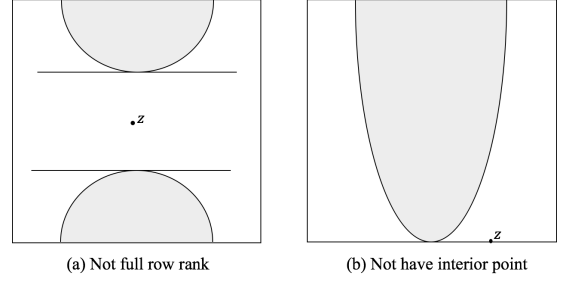 z
z
(a) Not full row rank
(b) Not have interior point